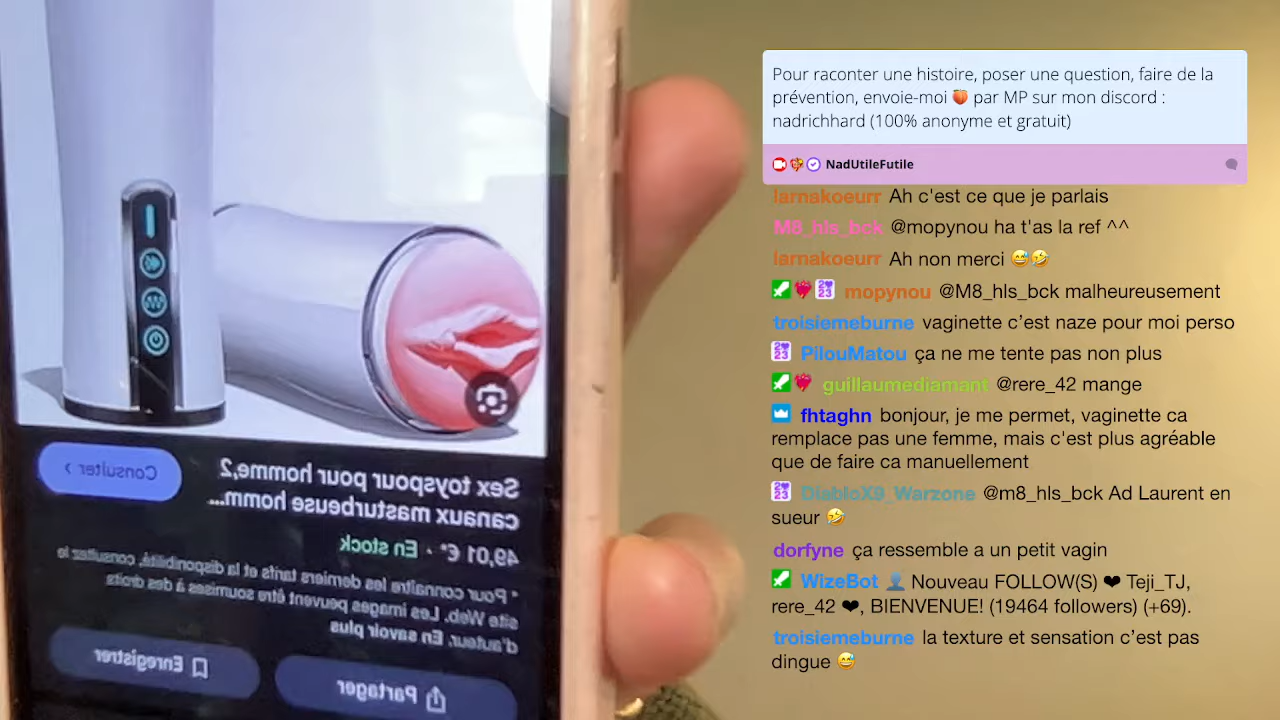 Consulter >
Sex toyspour pour homme,2
canaux masturbeuse homm...
49,01 €* · En stock
* Pour connaître les derniers tarifs et la disponibilité, consultez le
site Web. Les images peuvent être soumises à des droits
d'auteur. En savoir plus
Enregistrer
Partager
Pour raconter une histoire, poser une question, faire de la
prévention, envoie-moi 🍑 par MP sur mon discord :
nadrichhard (100% anonyme et gratuit)
NadUtileFutile
larnakoeurr Ah c'est ce que je parlais
M8_hls_bck @mopynou ha t'as la ref ^^
larnakoeurr Ah non merci 😅🤣
mopynou @M8_hls_bck malheureusement
troisiemeburne vaginette c’est naze pour moi perso
PilouMatou ça ne me tente pas non plus
guillaumediamant @rere_42 mange
fhtaghn bonjour, je me permet, vaginette ca
remplace pas une femme, mais c'est plus agréable
que de faire ca manuellement
DiabloX9_Warzone @m8_hls_bck Ad Laurent en
sueur 🤣
dorfyne ça ressemble a un petit vagin
WizeBot 👤 Nouveau FOLLOW(S) ❤ Teji_TJ,
rere_42 ❤, BIENVENUE! (19464 followers) (+69).
troisiemeburne la texture et sensation c’est pas
dingue 😅